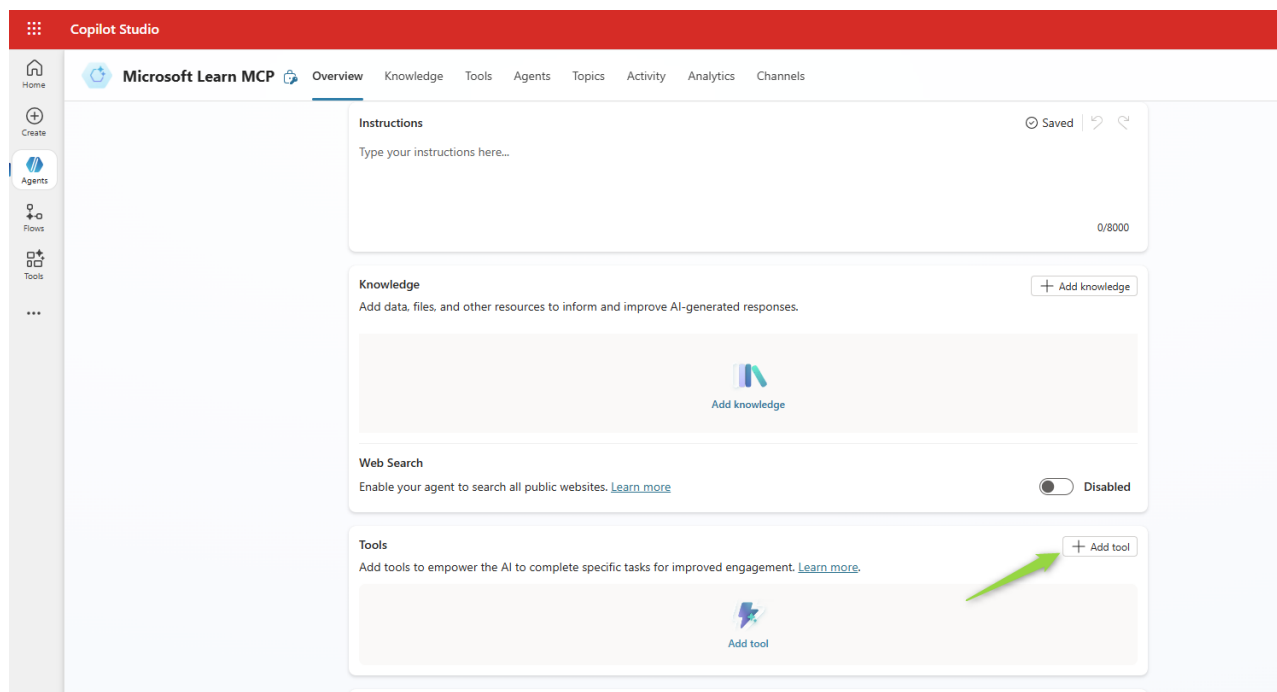 Copilot Studio
Home
Create
Agents
Flows
Tools
Microsoft Learn MCP Overview Knowledge Tools Agents Topics Activity Analytics Channels
Instructions Saved
Type your instructions here...
0/8000
Knowledge Add knowledge
Add data, files, and other resources to inform and improve AI-generated responses.
Add knowledge
Web Search
Enable your agent to search all public websites. Learn more Disabled
Tools Add tool
Add tools to empower the AI to complete specific tasks for improved engagement. Learn more.
Add tool